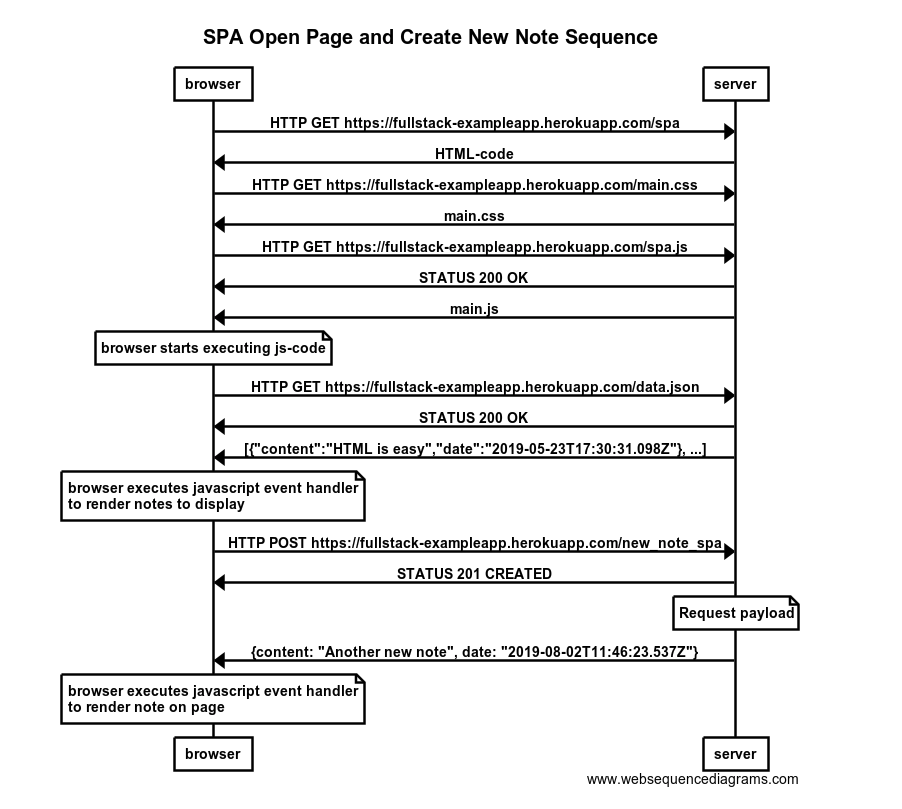 SPA Open Page and Create New Note Sequence
browser
server
HTTP GET https://fullstack-exampleapp.herokuapp.com/spa
HTML-code
HTTP GET https://fullstack-exampleapp.herokuapp.com/main.css
main.css
HTTP GET https://fullstack-exampleapp.herokuapp.com/spa.js
STATUS 200 OK
main.js
browser starts executing js-code
HTTP GET https://fullstack-exampleapp.herokuapp.com/data.json
STATUS 200 OK
[{"content":"HTML is easy","date":"2019-05-23T17:30:31.098Z"}, ...]
browser executes javascript event handler
to render notes to display
HTTP POST https://fullstack-exampleapp.herokuapp.com/new_note_spa
STATUS 201 CREATED
Request payload
{content: "Another new note", date: "2019-08-02T11:46:23.537Z"}
browser executes javascript event handler
to render note on page
browser
server
www.websequencediagrams.com